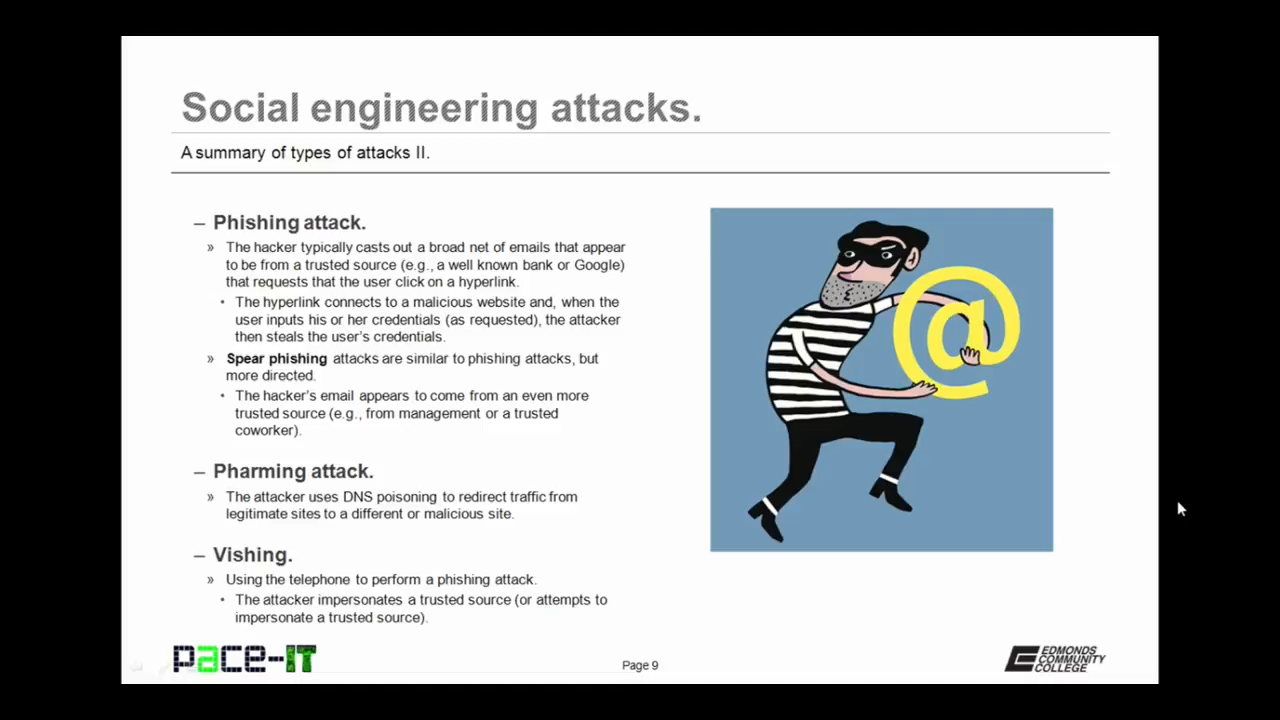 Social engineering attacks.
A summary of types of attacks II.
– Phishing attack.
» The hacker typically casts out a broad net of emails that appear
to be from a trusted source (e.g., a well known bank or Google)
that requests that the user click on a hyperlink.
• The hyperlink connects to a malicious website and, when the
user inputs his or her credentials (as requested), the attacker
then steals the user's credentials.
» Spear phishing attacks are similar to phishing attacks, but
more directed.
• The hacker's email appears to come from an even more
trusted source (e.g., from management or a trusted
coworker).
– Pharming attack.
» The attacker uses DNS poisoning to redirect traffic from
legitimate sites to a different or malicious site.
– Vishing.
» Using the telephone to perform a phishing attack.
• The attacker impersonates a trusted source (or attempts to
impersonate a trusted source).
@
pace-IT
Page 9
EDMONDS
COMMUNITY
COLLEGE